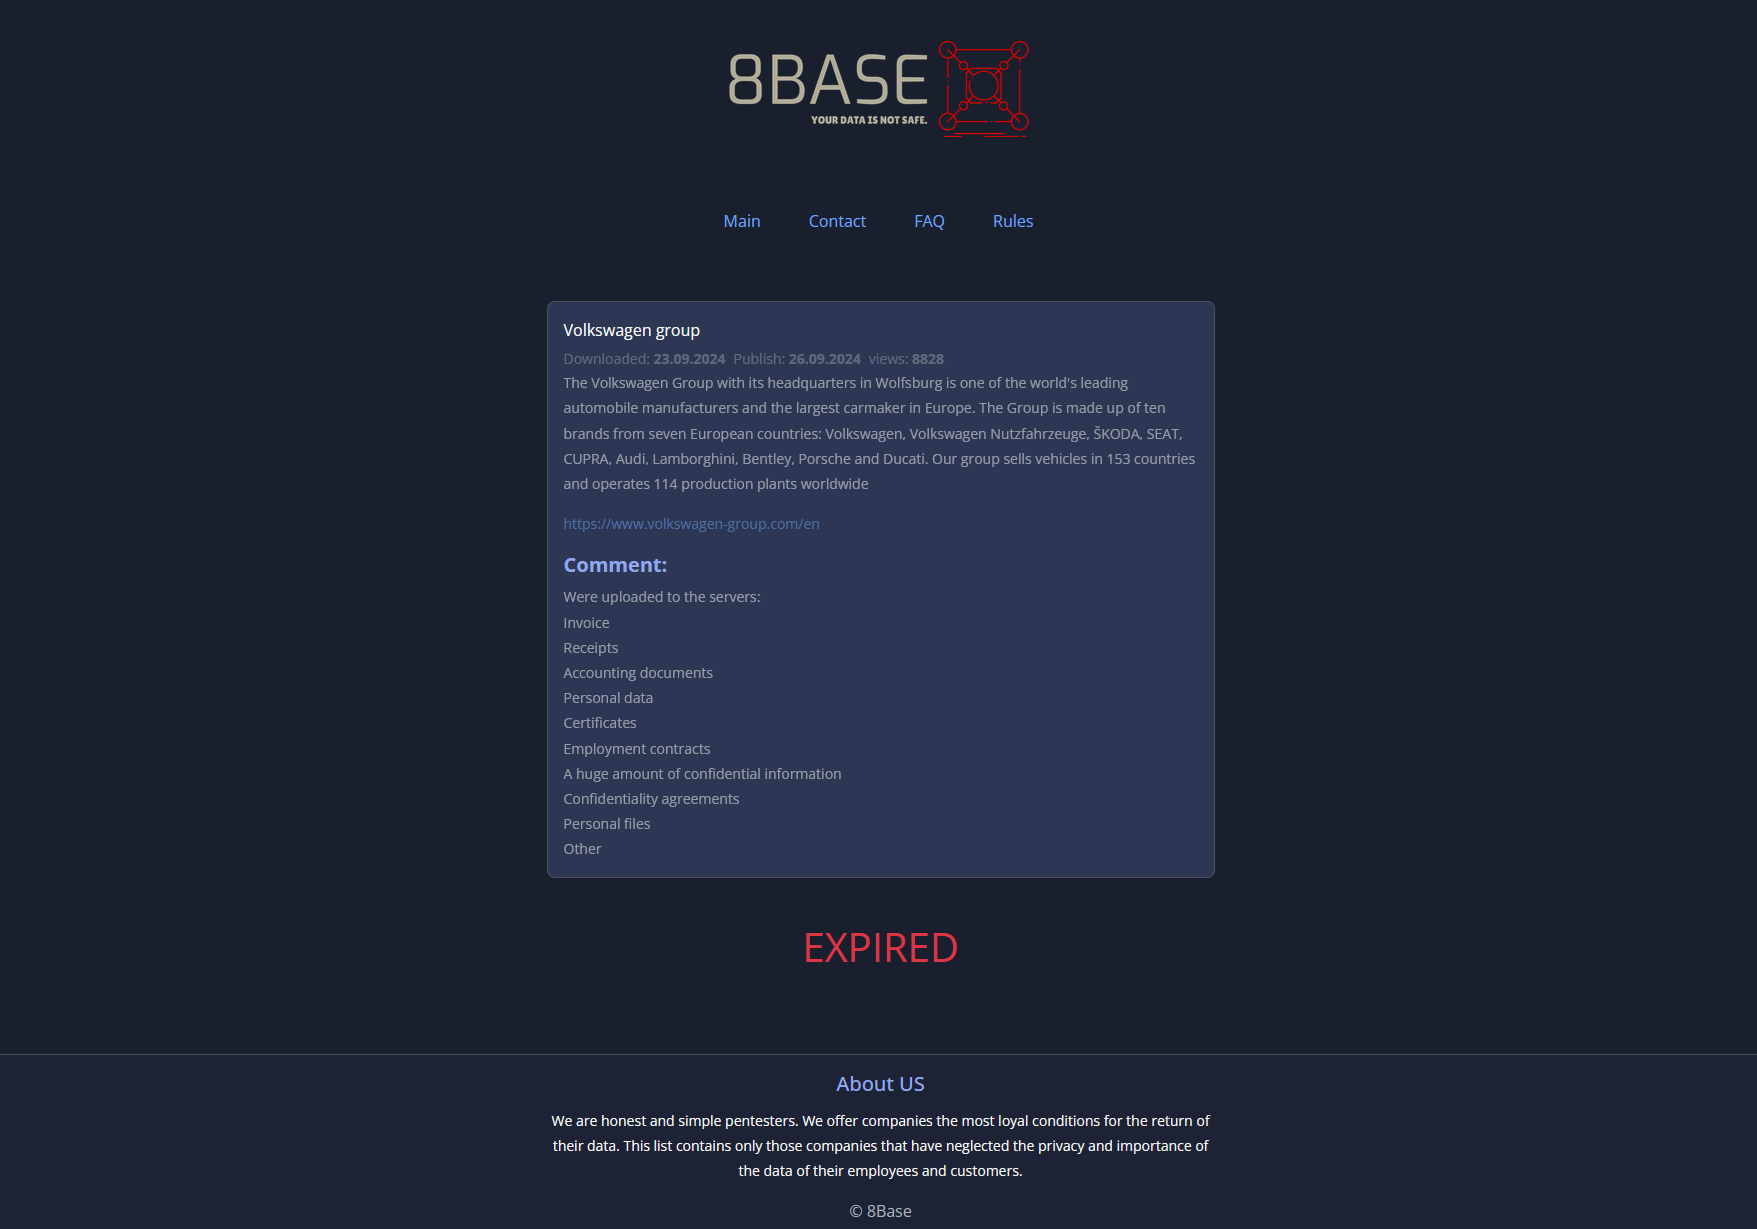 8BASE
YOUR DATA IS NOT SAFE.
Main Contact FAQ Rules
Volkswagen group
Downloaded: 23.09.2024 Publish: 26.09.2024 views: 8828
The Volkswagen Group with its headquarters in Wolfsburg is one of the world's leading
automobile manufacturers and the largest carmaker in Europe. The Group is made up of ten
brands from seven European countries: Volkswagen, Volkswagen Nutzfahrzeuge, ŠKODA, SEAT,
CUPRA, Audi, Lamborghini, Bentley, Porsche and Ducati. Our group sells vehicles in 153 countries
and operates 114 production plants worldwide
https://www.volkswagen-group.com/en
Comment:
Were uploaded to the servers:
Invoice
Receipts
Accounting documents
Personal data
Certificates
Employment contracts
A huge amount of confidential information
Confidentiality agreements
Personal files
Other
EXPIRED
About US
We are honest and simple pentesters. We offer companies the most loyal conditions for the return of
their data. This list contains only those companies that have neglected the privacy and importance of
the data of their employees and customers.
© 8Base